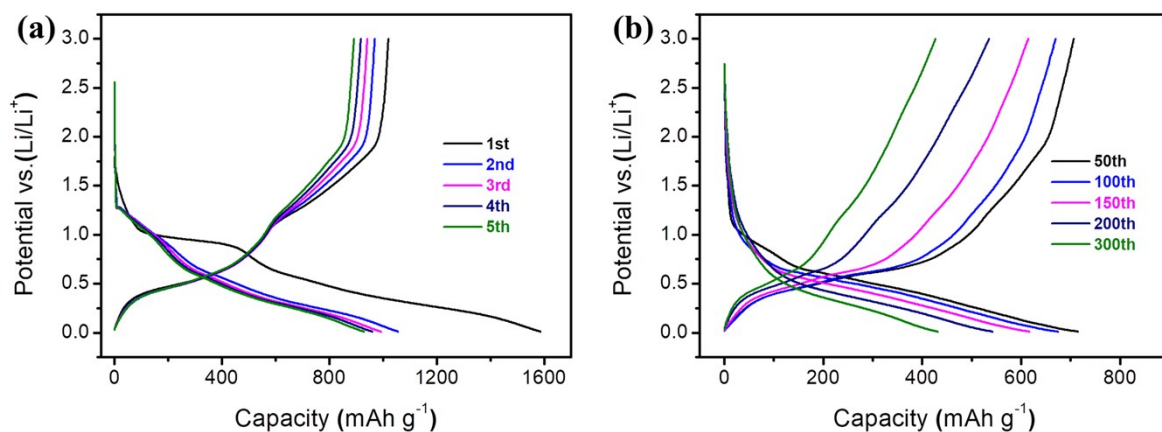 (a)
3.0
2.5
2.0
1.5
1.0
0.5
0.0
Potential vs.(Li/Li⁺)
1st
2nd
3rd
4th
5th
0 400 800 1200 1600
Capacity (mAh g⁻¹)
(b)
3.0
2.5
2.0
1.5
1.0
0.5
0.0
Potential vs.(Li/Li⁺)
50th
100th
150th
200th
300th
0 200 400 600 800
Capacity (mAh g⁻¹)